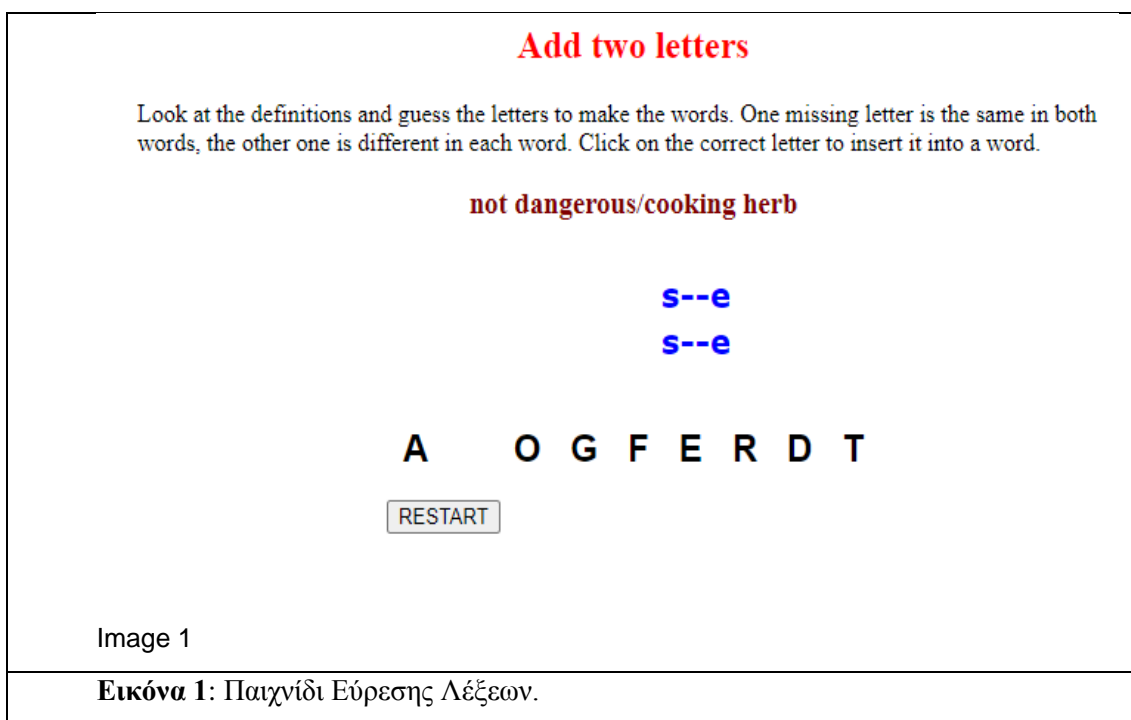 Add two letters
Look at the definitions and guess the letters to make the words. One missing letter is the same in both
words, the other one is different in each word. Click on the correct letter to insert it into a word.
not dangerous/cooking herb
s--e
s--e
A O G F E R D T
RESTART
Image 1
Εικόνα 1: Παιχνίδι Εύρεσης Λέξεων.